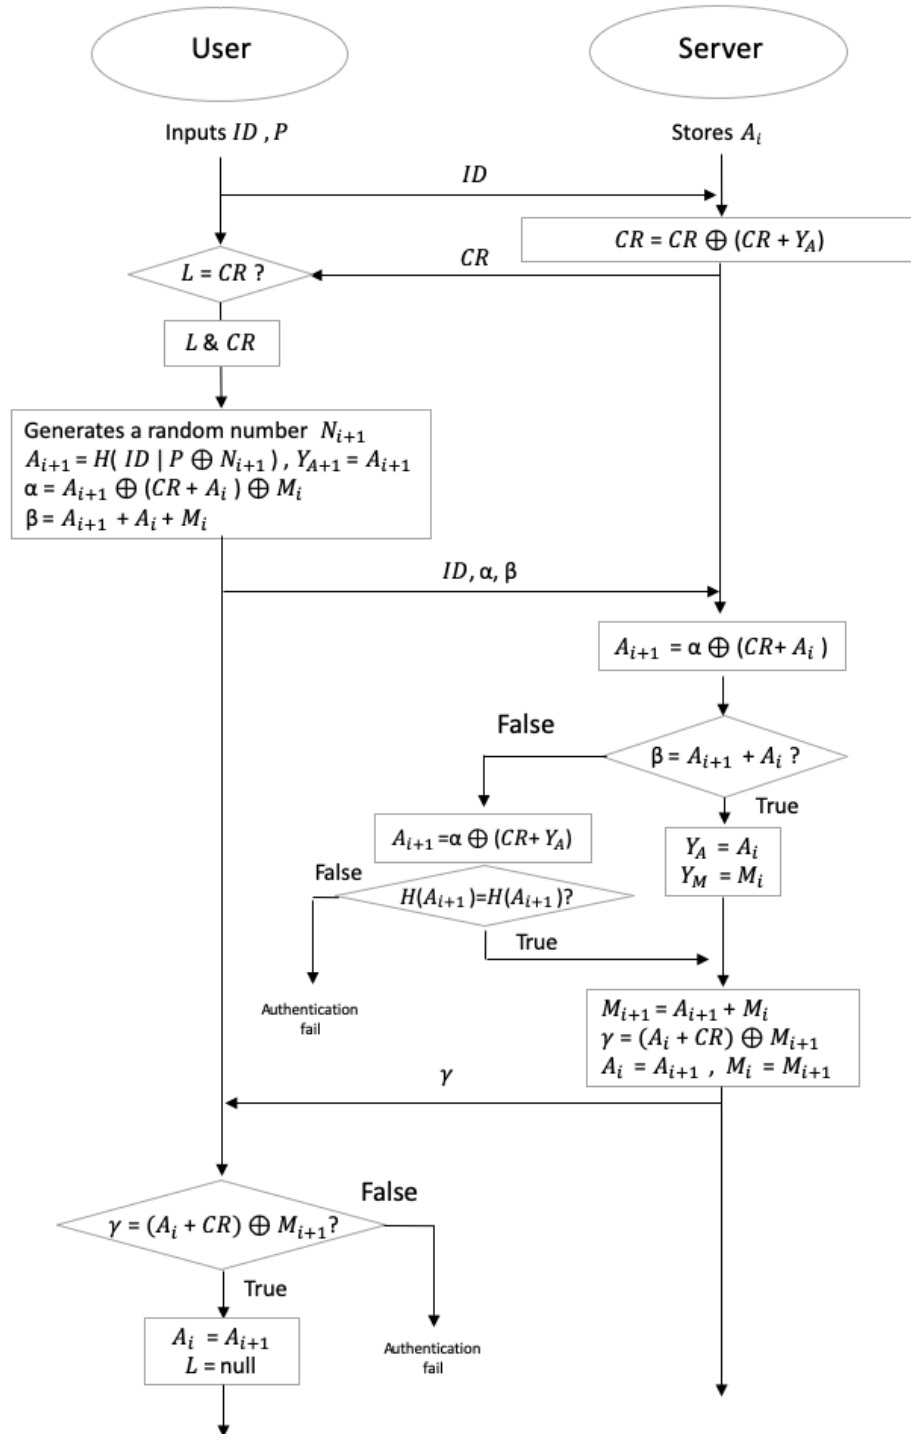 User
Server
Inputs ID , P
Stores A_i
ID
CR = CR ⊕ (CR + Y_A)
CR
L = CR ?
L & CR
Generates a random number N_{i+1}
A_{i+1} = H( ID | P ⊕ N_{i+1}) , Y_{A+1} = A_{i+1}
α = A_{i+1} ⊕ (CR + A_i ) ⊕ M_i
β = A_{i+1} + A_i + M_i
ID, α, β
A_{i+1} = α ⊕ (CR+ A_i )
False
β = A_{i+1} + A_i ?
True
A_{i+1} =α ⊕ (CR+ Y_A)
Y_A = A_i
Y_M = M_i
False
H(A_{i+1})=H(A_{i+1})?
True
Authentication
fail
M_{i+1} = A_{i+1} + M_i
γ = (A_i + CR) ⊕ M_{i+1}
A_i = A_{i+1} , M_i = M_{i+1}
γ
False
γ = (A_i + CR) ⊕ M_{i+1}?
True
A_i = A_{i+1}
L = null
Authentication
fail